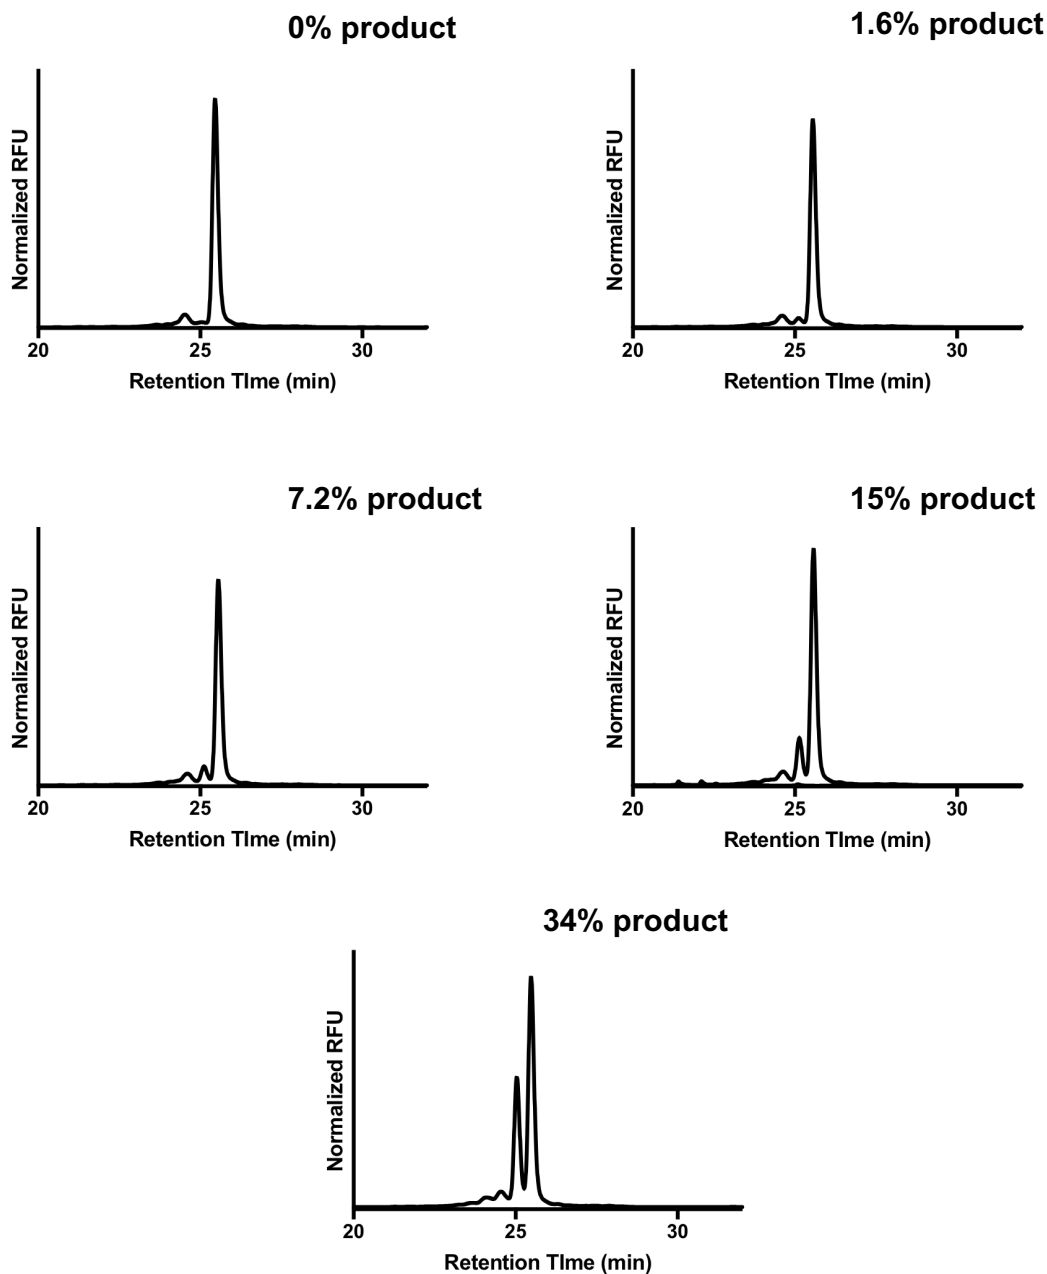 0% product
1.6% product
Normalized RFU
Normalized RFU
20
25
30
20
25
30
Retention TIme (min)
Retention TIme (min)
7.2% product
15% product
Normalized RFU
Normalized RFU
20
25
30
20
25
30
Retention TIme (min)
Retention TIme (min)
34% product
Normalized RFU
20
25
30
Retention TIme (min)